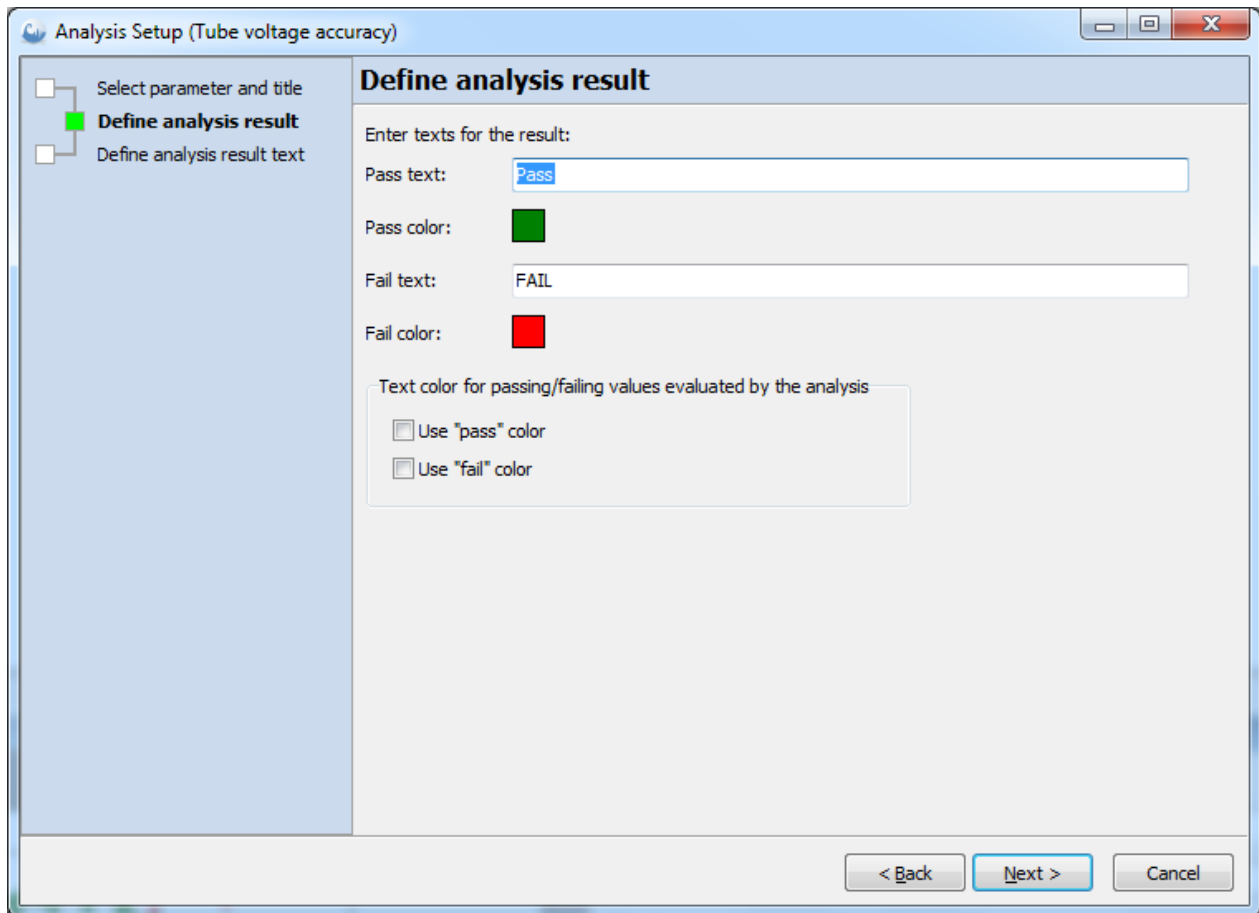 Analysis Setup (Tube voltage accuracy)
Select parameter and title
Define analysis result
Define analysis result text
Define analysis result
Enter texts for the result:
Pass text:
Pass
Pass color:
Fail text:
FAIL
Fail color:
Text color for passing/failing values evaluated by the analysis
Use "pass" color
Use "fail" color
< Back
Next >
Cancel